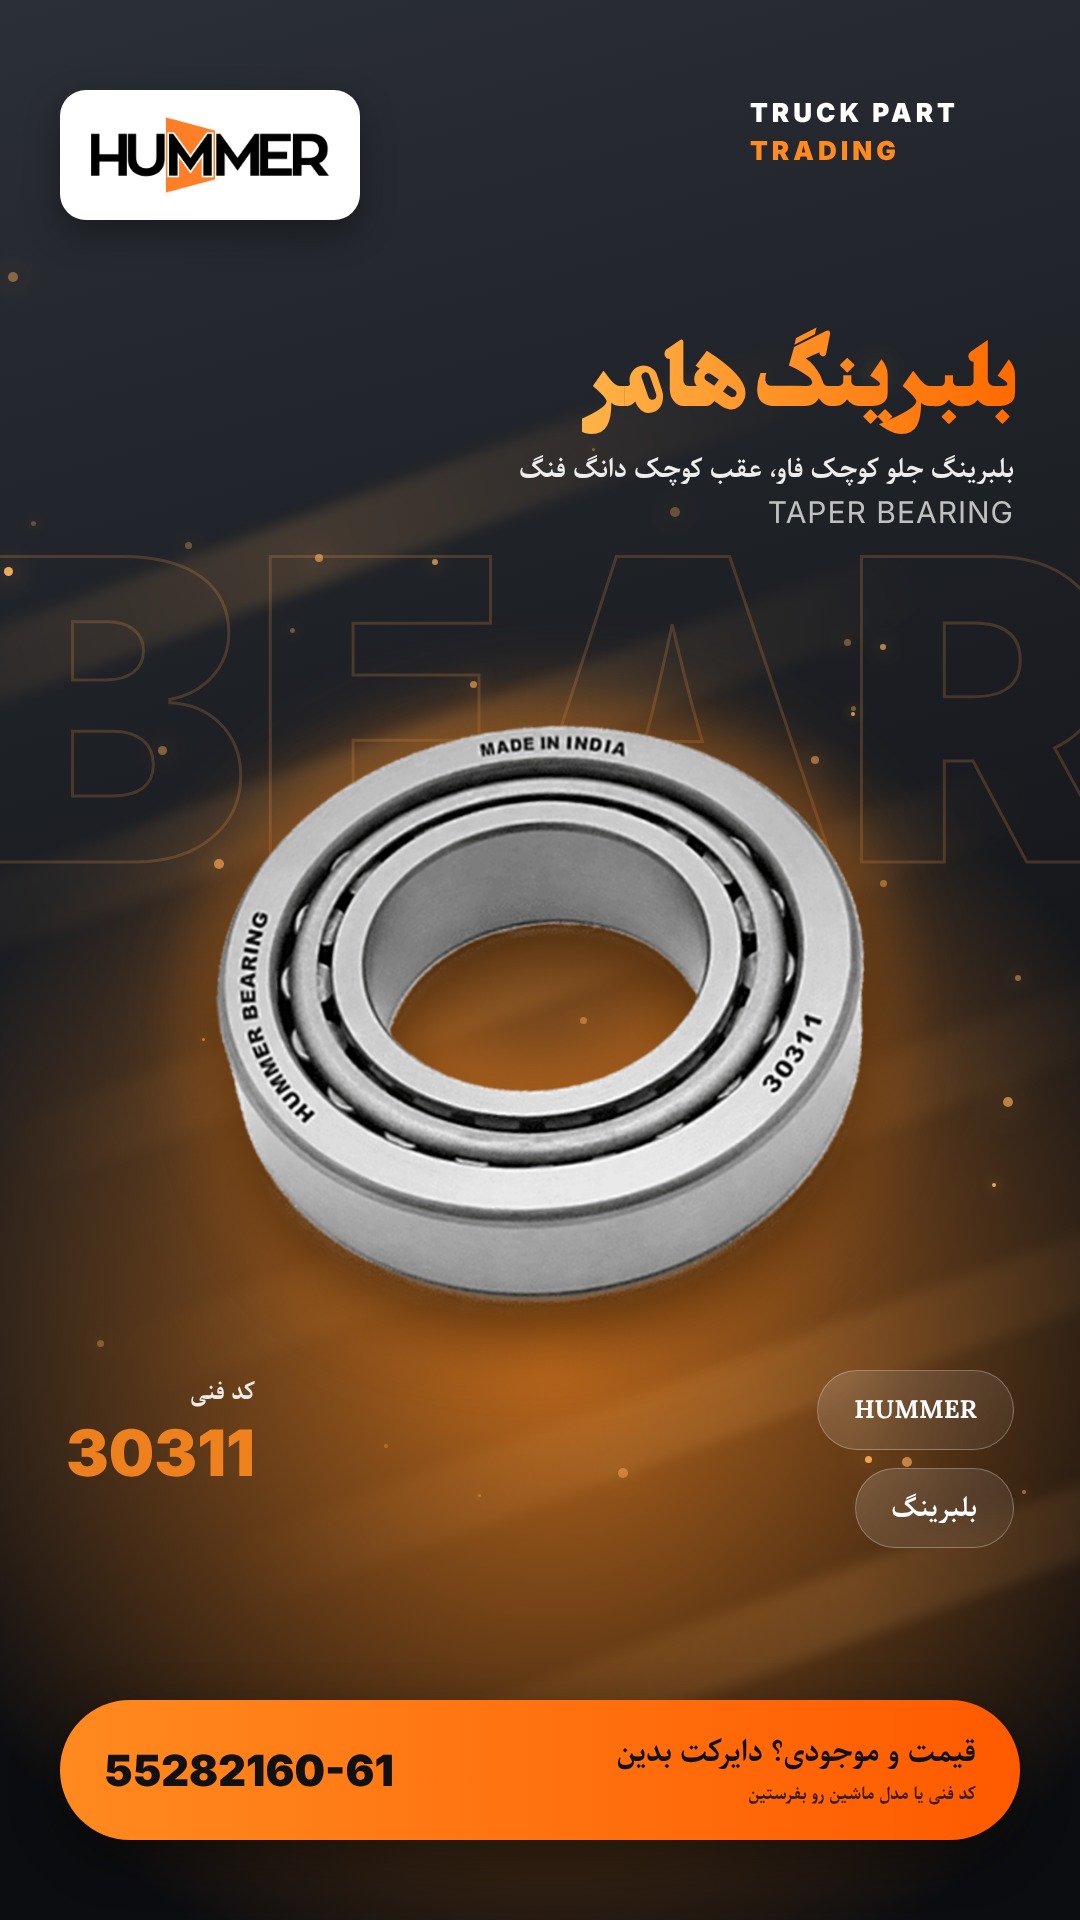 HUMMER
TRUCK PART
TRADING
بلبرینگ هامر
بلبرینگ جلو کوچک فاو، عقب کوچک دانگ فنگ
TAPER BEARING
BEAR
MADE IN INDIA
HUMMER BEARING
30311
کد فنی
30311
HUMMER
بلبرینگ
قیمت و موجودی؟ دایرکت بدین
کد فنی یا مدل ماشین رو بفرستین
55282160-61